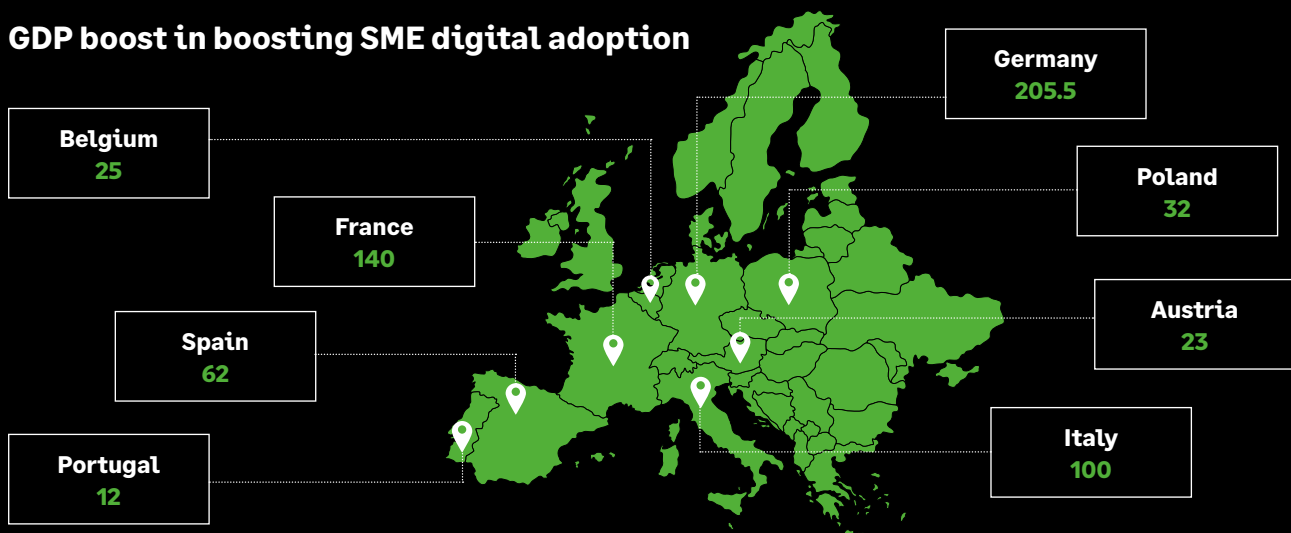 GDP boost in boosting SME digital adoption
Germany
205.5
Belgium
25
Poland
32
France
140
Austria
23
Spain
62
Italy
100
Portugal
12